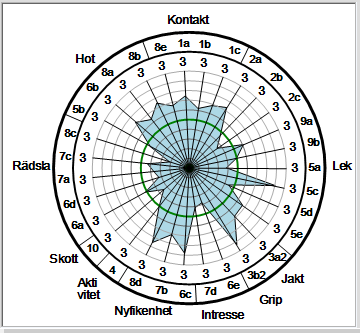 Kontakt
8e 1a 1b 1c
Hot 8b 2a
3 3 3 3
8a 3 3 2b
6b 3 3 2c
3 3
5b 3 3 9a
8c 3 3 9b
7c 3 3
Rädsla 3 5a Lek
7a 3 3 5c
6d 3 3 5d
6a 3 3 5e
10 3 3 3a2
Skott 3 3
4 3 3 3b2 Jakt
Akti 8d 3 3 3 6e
vitet 7b 6c 7d Grip
Nyfikenhet Intresse